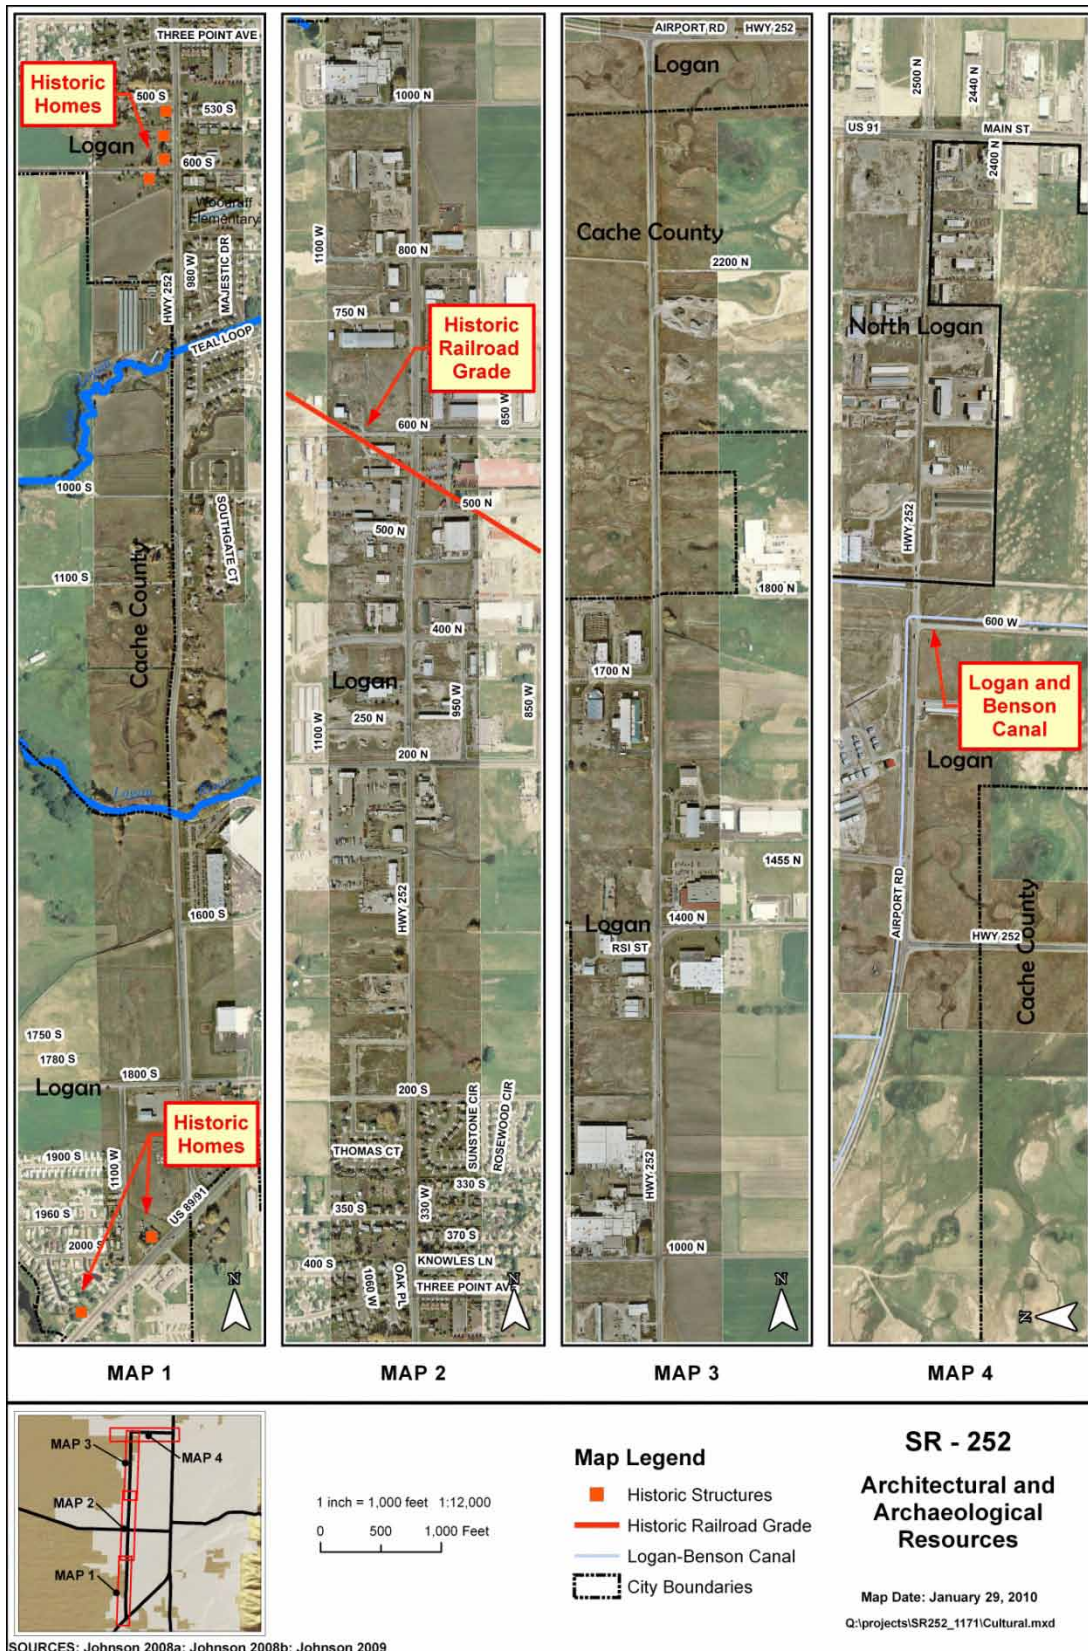 THREE POINT AVE
Historic
Homes
500 S
530 S
Logan
600 S
Woodruff
Elementary
HWY 252
980 W
MAJESTIC DR
TEAL LOOP
1000 S
SOUTHGATE CT
1100 S
Cache County
Logan
1600 S
1750 S
1780 S
1800 S
Logan
Historic
Homes
1900 S
1100 W
US 89/91
1960 S
2000 S
N
MAP 1
1000 N
1100 W
800 N
750 N
Historic
Railroad
Grade
600 N
850 W
500 N
500 N
400 N
Logan
1100 W
250 N
950 W
850 W
200 N
HWY 252
200 S
THOMAS CT
SUNSTONE CIR
ROSEWOOD CIR
330 S
350 S
330 W
370 S
400 S
1060 W
OAK PL
KNOWLES LN
THREE POINT AVE
N
MAP 2
AIRPORT RD
HWY 252
Logan
Cache County
2200 N
1800 N
1700 N
1455 N
1400 N
Logan
RSI ST
HWY 252
1000 N
N
MAP 3
2500 N
2440 N
US 91
MAIN ST
2400 N
North Logan
HWY 252
600 W
Logan and
Benson
Canal
Logan
AIRPORT RD
HWY 252
Cache County
N
MAP 4
MAP 3
MAP 4
MAP 2
MAP 1
1 inch = 1,000 feet 1:12,000
0 500 1,000 Feet
Map Legend
Historic Structures
Historic Railroad Grade
Logan-Benson Canal
City Boundaries
SR - 252
Architectural and
Archaeological
Resources
Map Date: January 29, 2010
Q:\projects\SR252_1171\Cultural.mxd
SOURCES: Johnson 2008a; Johnson 2008b; Johnson 2009